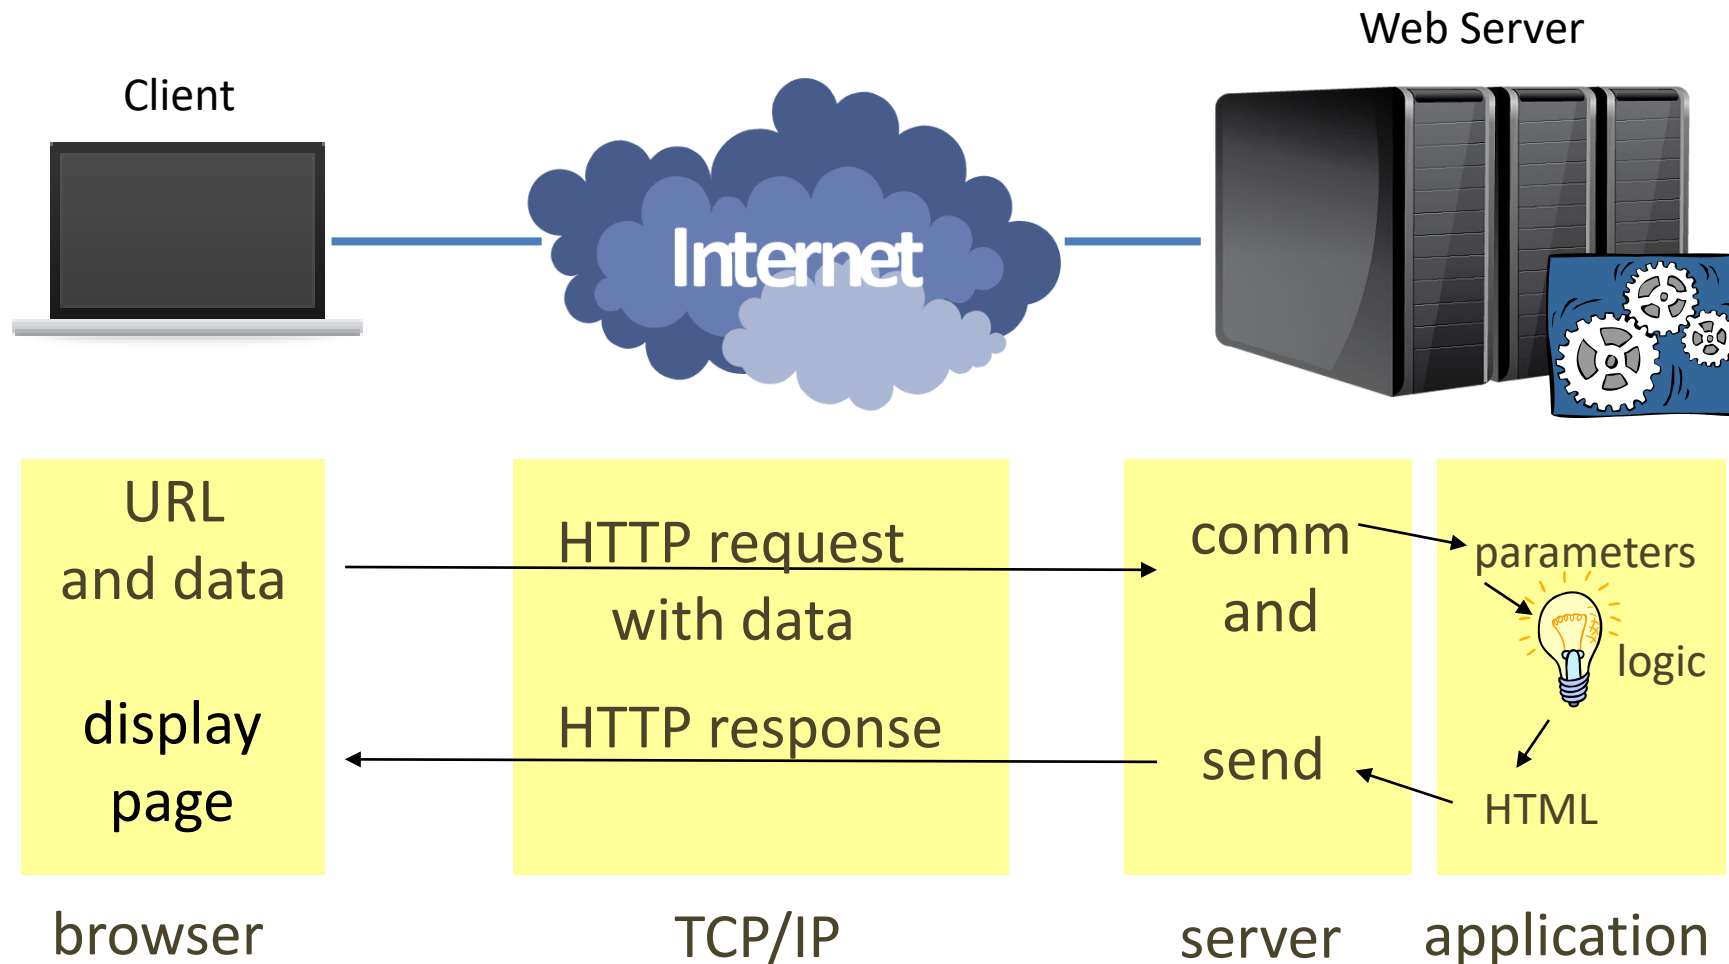 Web Server
Client
Internet
URL
and data
display
page
HTTP request
with data
HTTP response
comm
and
send
parameters
logic
HTML
browser
TCP/IP
server
application